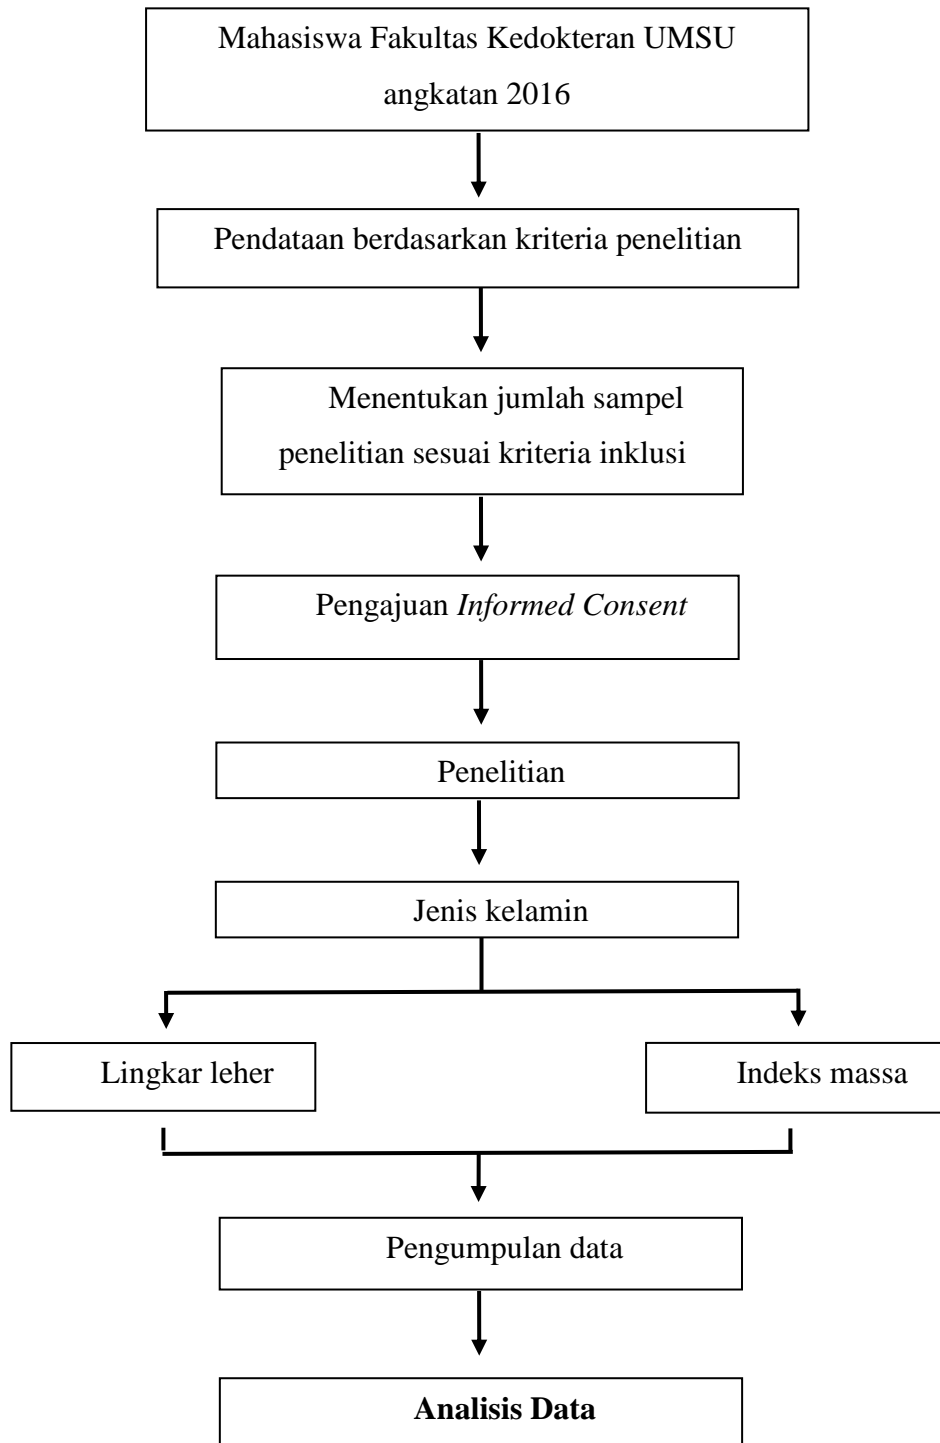 Mahasiswa Fakultas Kedokteran UMSU
angkatan 2016
Pendataan berdasarkan kriteria penelitian
Menentukan jumlah sampel
penelitian sesuai kriteria inklusi
Pengajuan Informed Consent
Penelitian
Jenis kelamin
Lingkar leher
Indeks massa
Pengumpulan data
Analisis Data